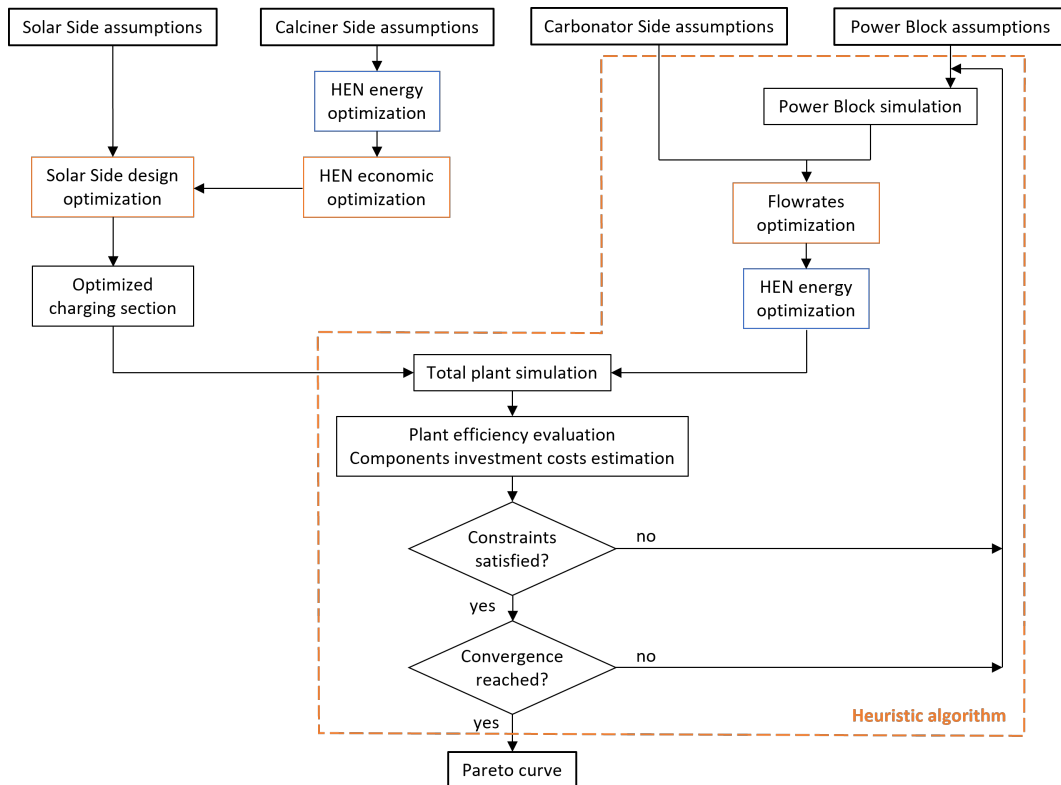 Solar Side assumptions
Calciner Side assumptions
Carbonator Side assumptions
Power Block assumptions
HEN energy
optimization
Power Block simulation
Solar Side design
optimization
HEN economic
optimization
Flowrates
optimization
Optimized
charging section
HEN energy
optimization
Total plant simulation
Plant efficiency evaluation
Components investment costs estimation
Constraints
satisfied?
no
yes
Convergence
reached?
no
yes
Heuristic algorithm
Pareto curve